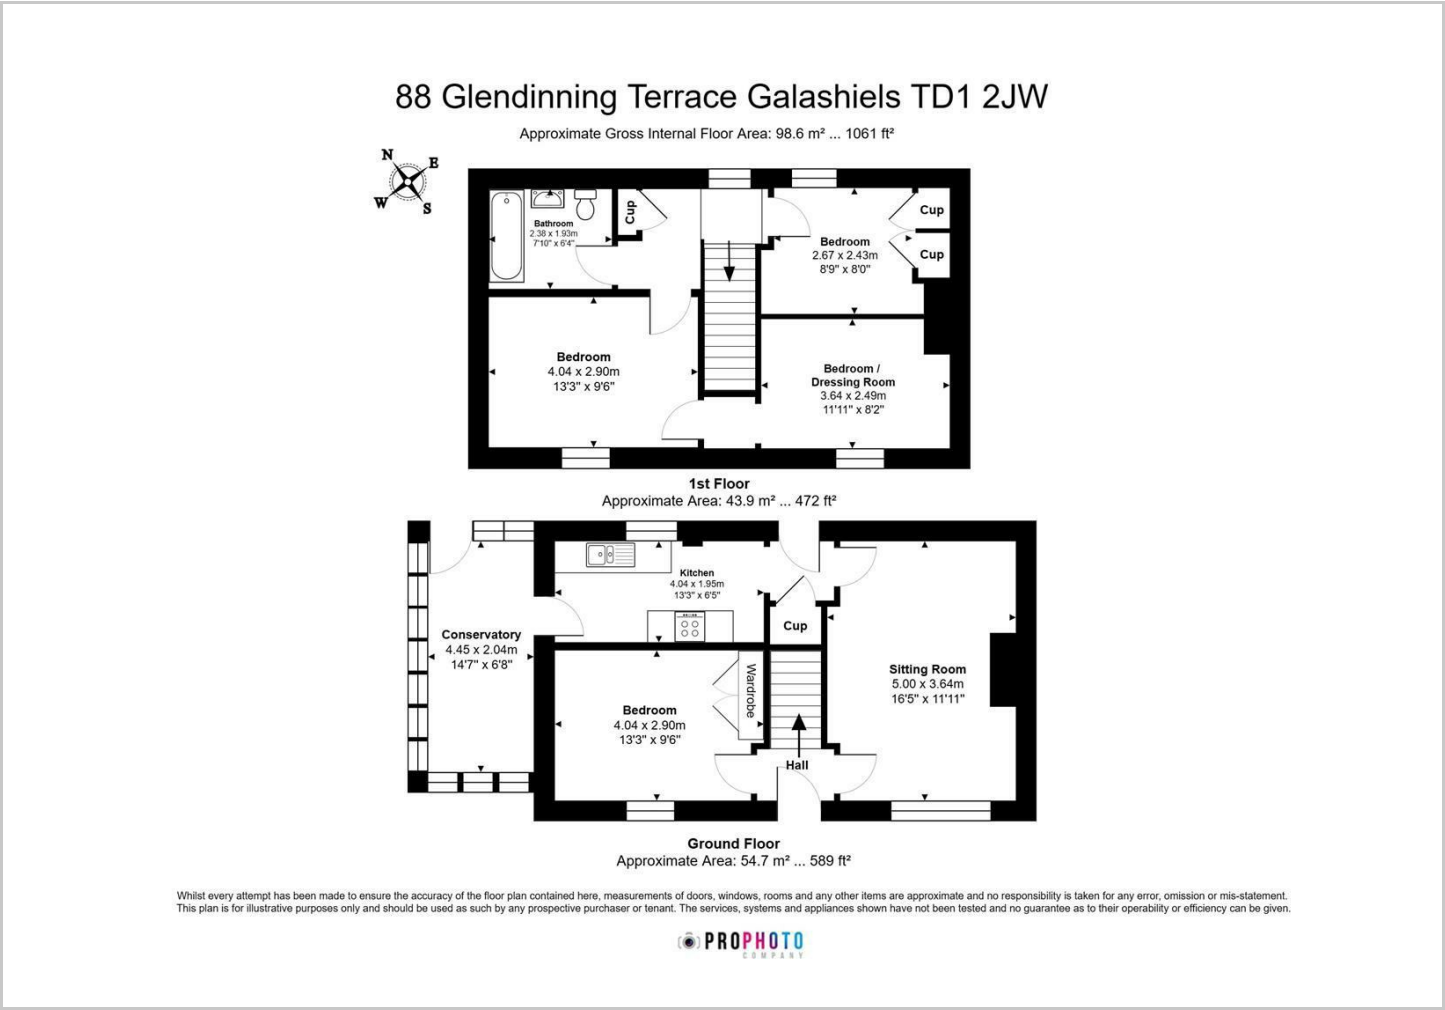 88 Glendinning Terrace Galashiels TD1 2JW
Approximate Gross Internal Floor Area: 98.6 m² ... 1061 ft²
N
E
W
S
Bathroom
2.38 x 1.93m
7'10" x 6'4"
Cup
Bedroom
2.67 x 2.43m
8'9" x 8'0"
Cup
Cup
Bedroom
4.04 x 2.90m
13'3" x 9'6"
Bedroom /
Dressing Room
3.64 x 2.49m
11'11" x 8'2"
1st Floor
Approximate Area: 43.9 m² ... 472 ft²
Kitchen
4.04 x 1.95m
13'3" x 6'5"
Cup
Conservatory
4.45 x 2.04m
14'7" x 6'8"
Sitting Room
5.00 x 3.64m
16'5" x 11'11"
Bedroom
4.04 x 2.90m
13'3" x 9'6"
Wardrobe
Hall
Ground Floor
Approximate Area: 54.7 m² ... 589 ft²
Whilst every attempt has been made to ensure the accuracy of the floor plan contained here, measurements of doors, windows, rooms and any other items are approximate and no responsibility is taken for any error, omission or mis-statement.
This plan is for illustrative purposes only and should be used as such by any prospective purchaser or tenant. The services, systems and appliances shown have not been tested and no guarantee as to their operability or efficiency can be given.
PROPHOTO
COMPANY